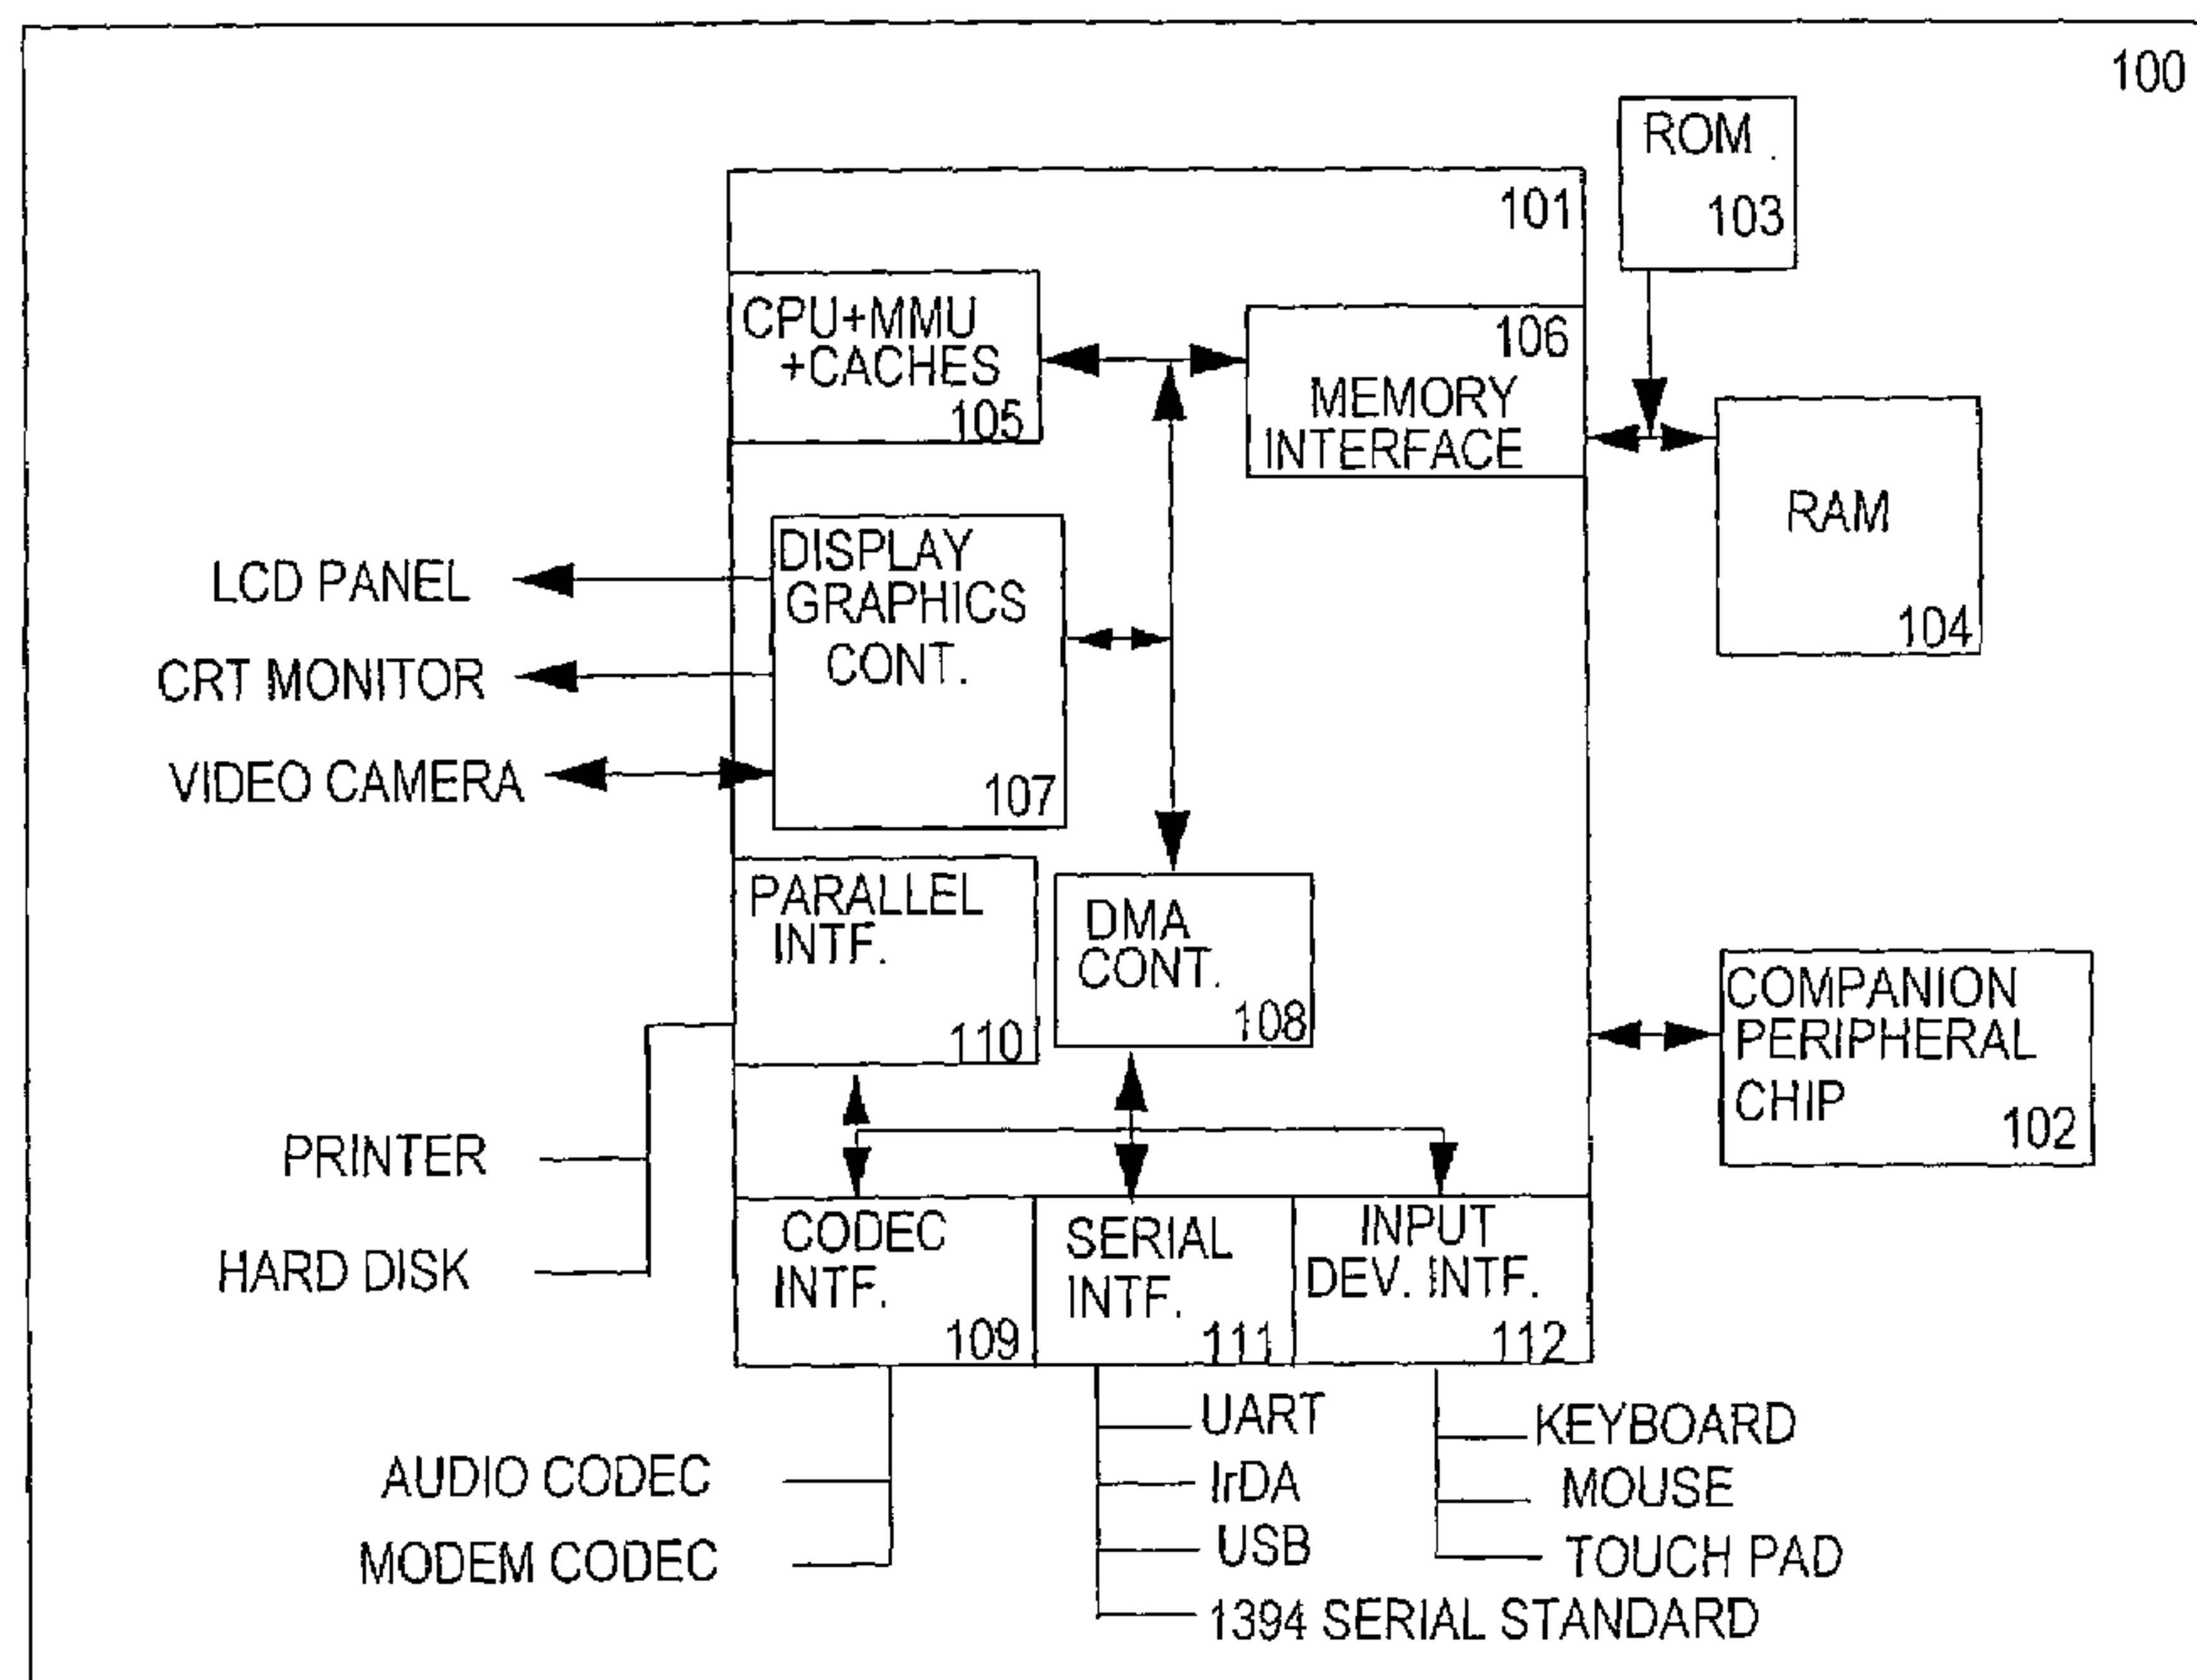 100
ROM
103
101
CPU+MMU
+CACHES
105
106
MEMORY
INTERFACE
RAM
104
DISPLAY
GRAPHICS
CONT.
107
LCD PANEL
CRT MONITOR
VIDEO CAMERA
PARALLEL
INTF.
110
DMA
CONT.
108
COMPANION
PERIPHERAL
CHIP
102
PRINTER
HARD DISK
CODEC
INTF.
109
SERIAL
INTF.
111
INPUT
DEV. INTF.
112
AUDIO CODEC
MODEM CODEC
UART
IrDA
USB
1394 SERIAL STANDARD
KEYBOARD
MOUSE
TOUCH PAD